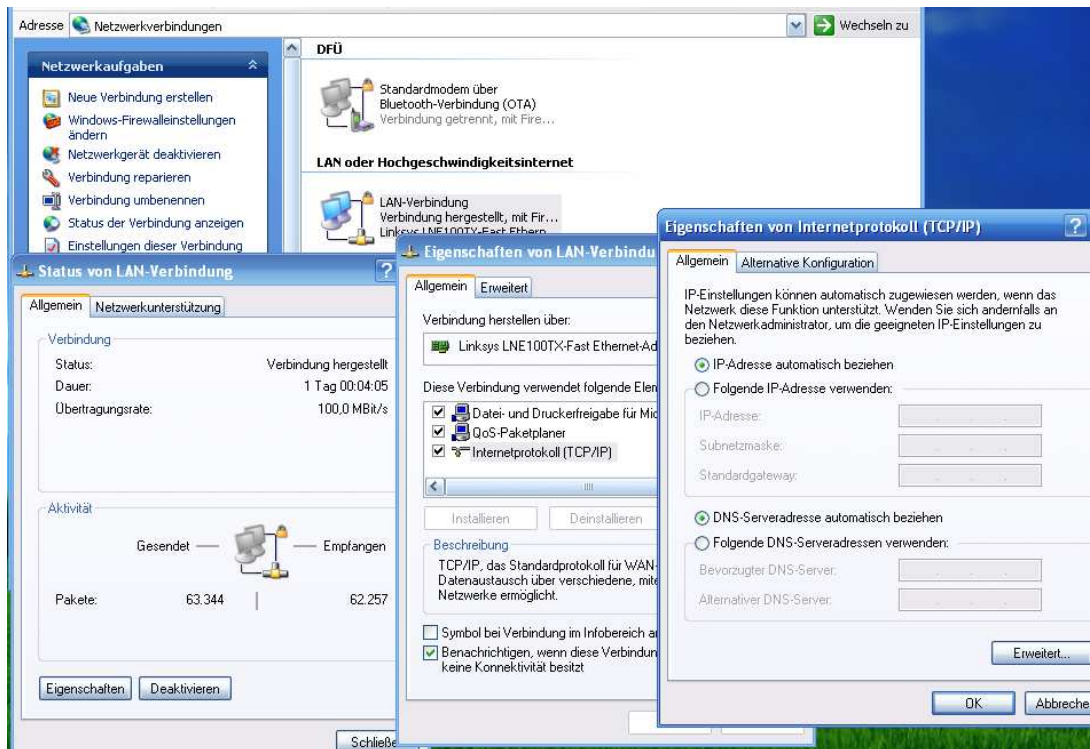 Adresse Netzwerkverbindungen Wechseln zu
Netzwerkaufgaben
Neue Verbindung erstellen
Windows-Firewalleinstellungen
ändern
Netzwerkgerät deaktivieren
Verbindung reparieren
Verbindung umbenennen
Status der Verbindung anzeigen
Einstellungen dieser Verbindung
DFÜ
Standardmodem über
Bluetooth-Verbindung (OTA)
Verbindung getrennt, mit Fire...
LAN oder Hochgeschwindigkeitsinternet
LAN-Verbindung
Verbindung hergestellt, mit Fir...
Linksys LNE100TX-Fast Ethern...
Status von LAN-Verbindung
Allgemein Netzwerkunterstützung
Verbindung
Status: Verbindung hergestellt
Dauer: 1 Tag 00:04:05
Übertragungsrate: 100,0 MBit/s
Aktivität
Gesendet Empfangen
Pakete: 63.344 62.257
Eigenschaften Deaktivieren
Schließe
Eigenschaften von LAN-Verbindu
Allgemein Erweitert
Verbindung herstellen über:
Linksys LNE100TX-Fast Ethernet-Ad
Diese Verbindung verwendet folgende Elem
Datei- und Druckerfreigabe für Mic
QoS-Paketplaner
Internetprotokoll (TCP/IP)
Installieren Deinstallieren
Beschreibung
TCP/IP, das Standardprotokoll für WAN-
Datenaustausch über verschiedene, mite
Netzwerke ermöglicht.
Symbol bei Verbindung im Infobereich an
Benachrichtigen, wenn diese Verbindun
keine Konnektivität besitzt
Eigenschaften von Internetprotokoll (TCP/IP)
Allgemein Alternative Konfiguration
IP-Einstellungen können automatisch zugewiesen werden, wenn das
Netzwerk diese Funktion unterstützt. Wenden Sie sich andernfalls an
den Netzwerkadministrator, um die geeigneten IP-Einstellungen zu
beziehen.
IP-Adresse automatisch beziehen
Folgende IP-Adresse verwenden:
IP-Adresse:
Subnetzmaske:
Standardgateway:
DNS-Serveradresse automatisch beziehen
Folgende DNS-Serveradressen verwenden:
Bevorzugter DNS-Server:
Alternativer DNS-Server:
Erweitert...
OK Abbreche